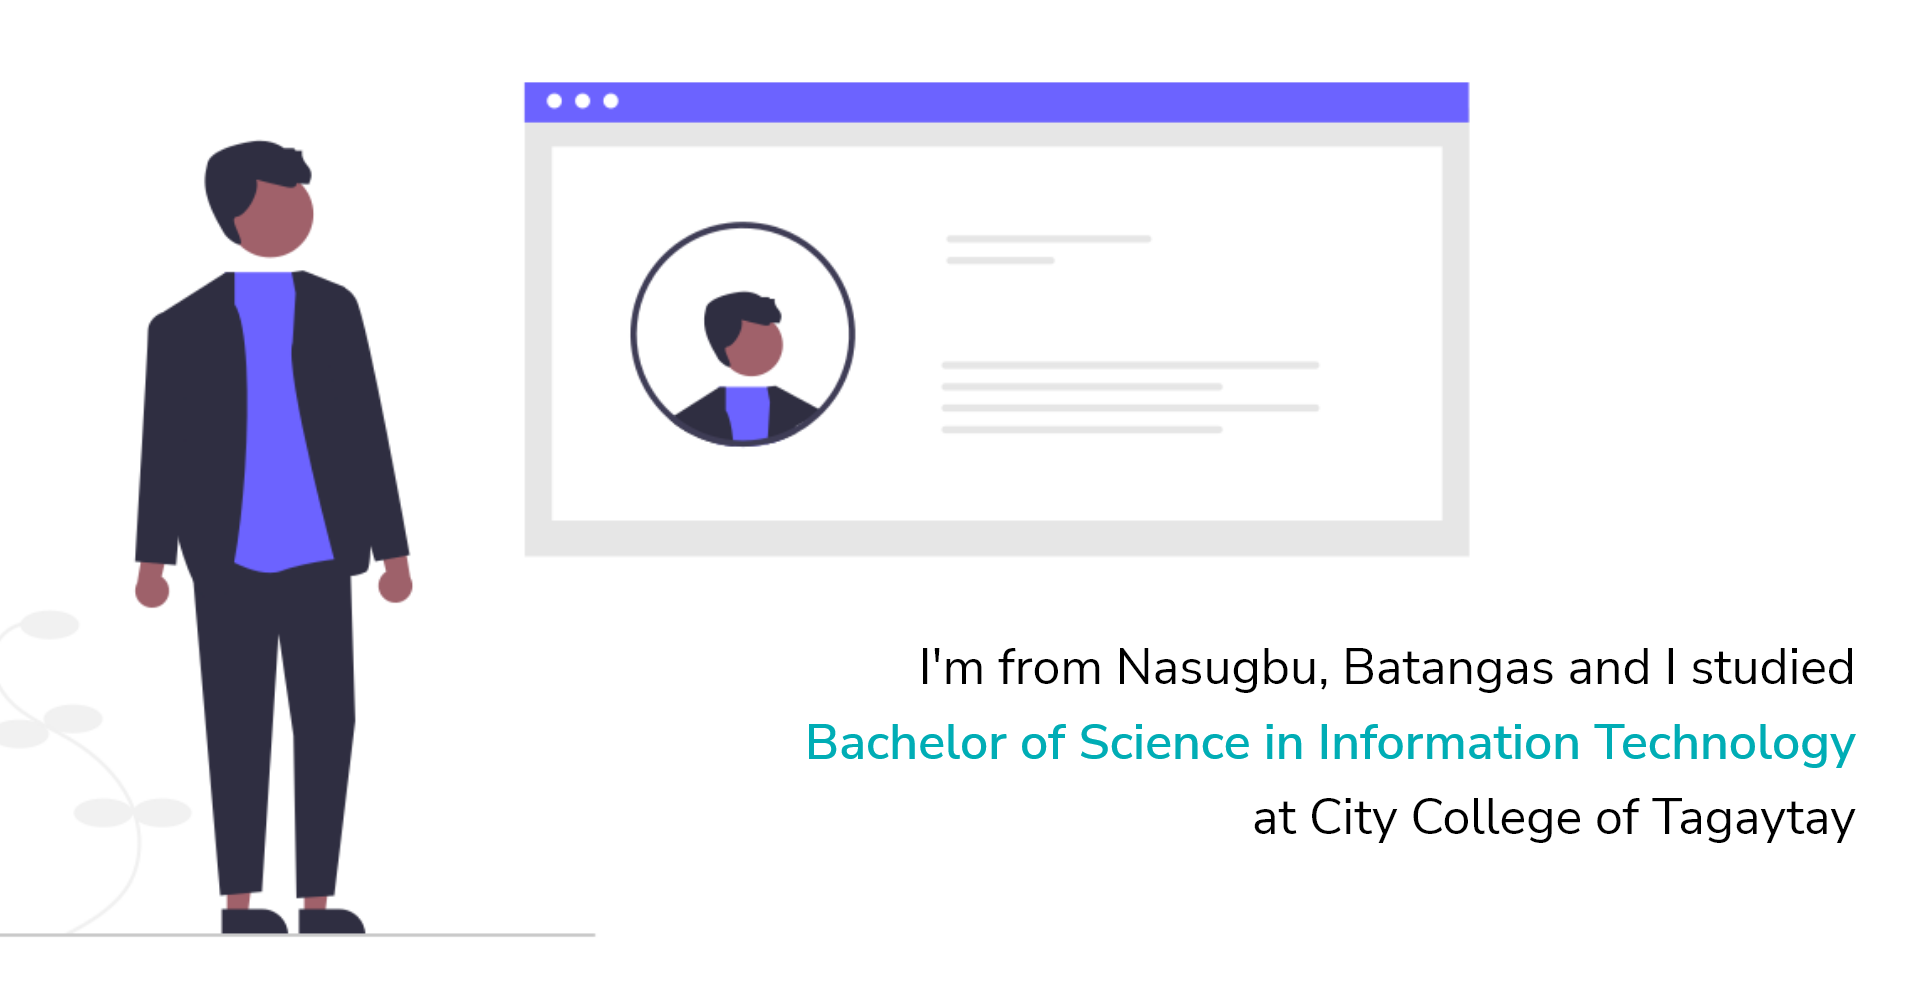 I'm from Nasugbu, Batangas and I studied
Bachelor of Science in Information Technology
at City College of Tagaytay